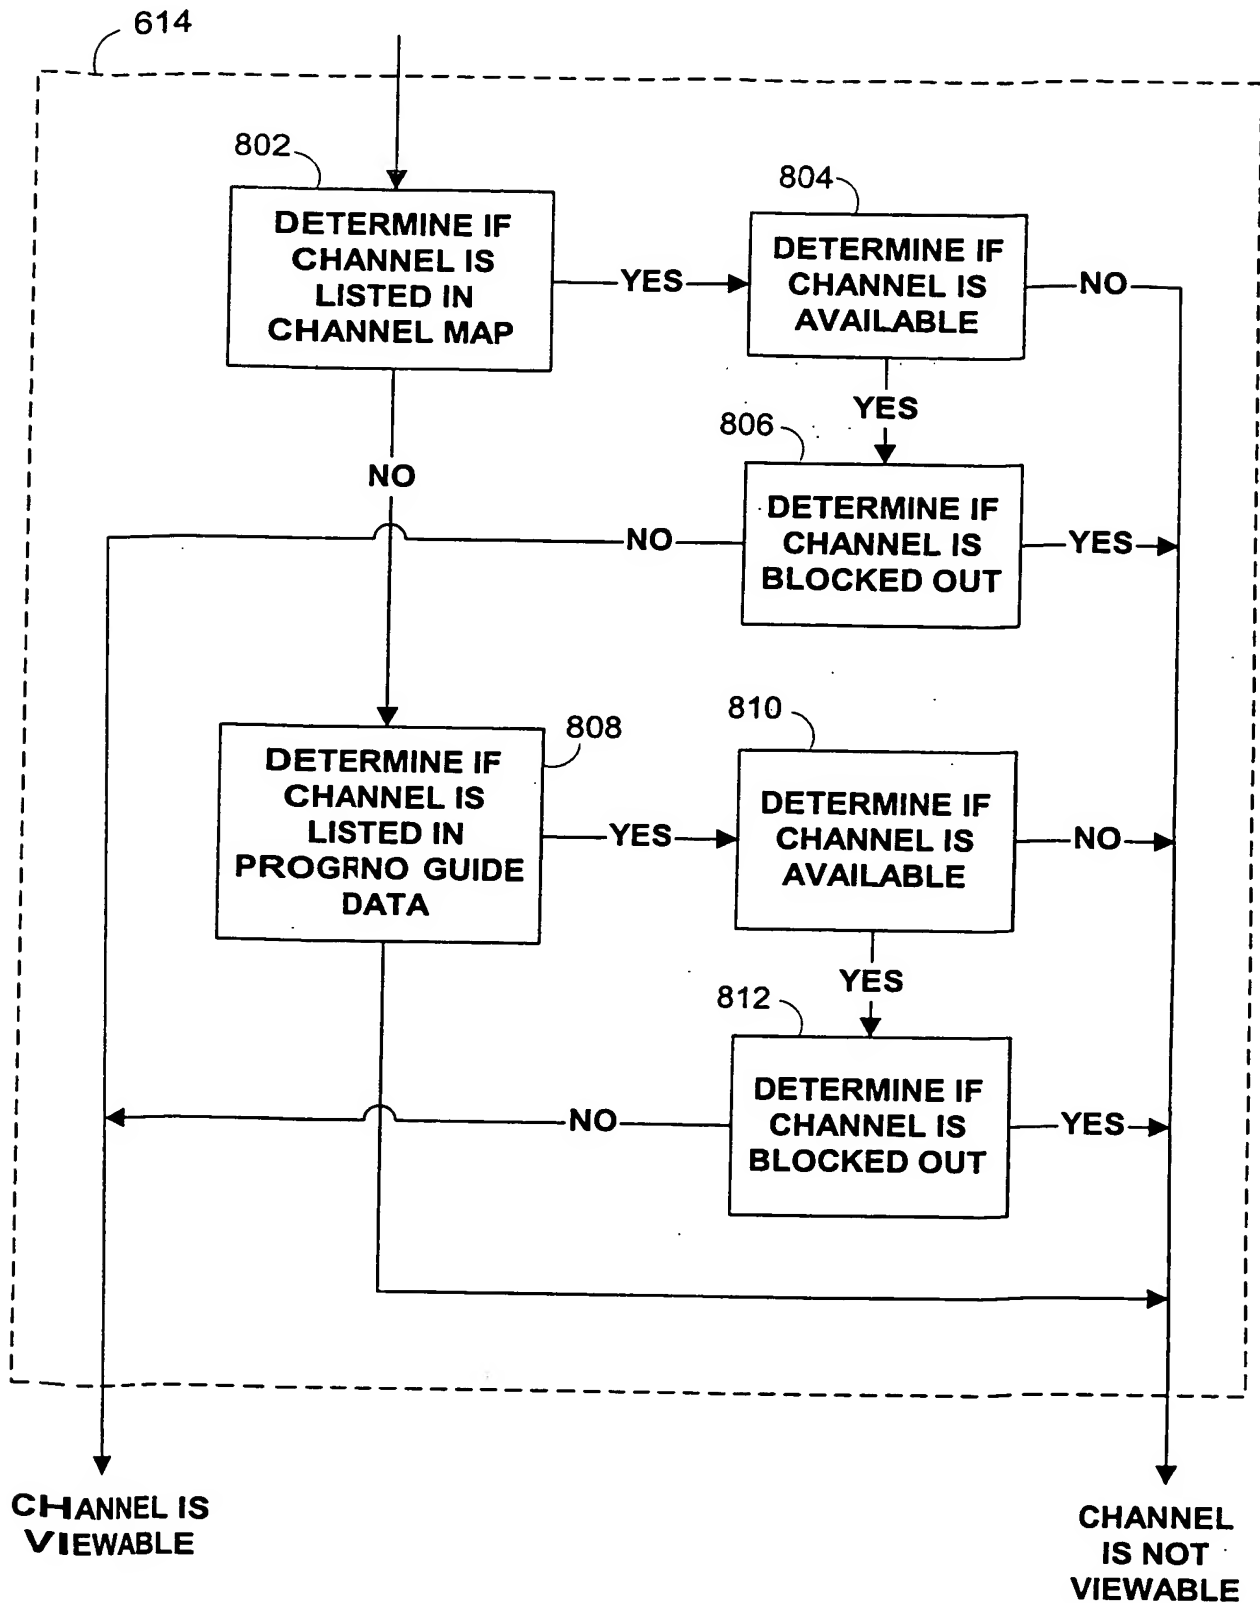 614
802
DETERMINE IF
CHANNEL IS
LISTED IN
CHANNEL MAP
YES
804
DETERMINE IF
CHANNEL IS
AVAILABLE
NO
YES
806
DETERMINE IF
CHANNEL IS
BLOCKED OUT
NO
YES
NO
808
DETERMINE IF
CHANNEL IS
LISTED IN
PROGRNO GUIDE
DATA
YES
810
DETERMINE IF
CHANNEL IS
AVAILABLE
NO
YES
812
DETERMINE IF
CHANNEL IS
BLOCKED OUT
NO
YES
CHANNEL IS
VIEWABLE
CHANNEL
IS NOT
VIEWABLE